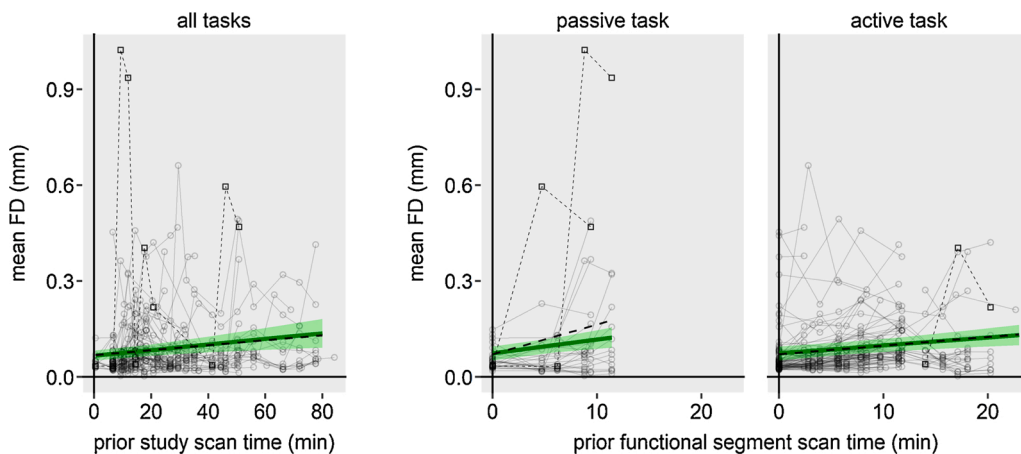 all tasks
passive task
active task
mean FD (mm)
0.9
0.6
0.3
0.0
0 20 40 60 80
prior study scan time (min)
mean FD (mm)
0.9
0.6
0.3
0.0
0 10 20
0 10 20
prior functional segment scan time (min)